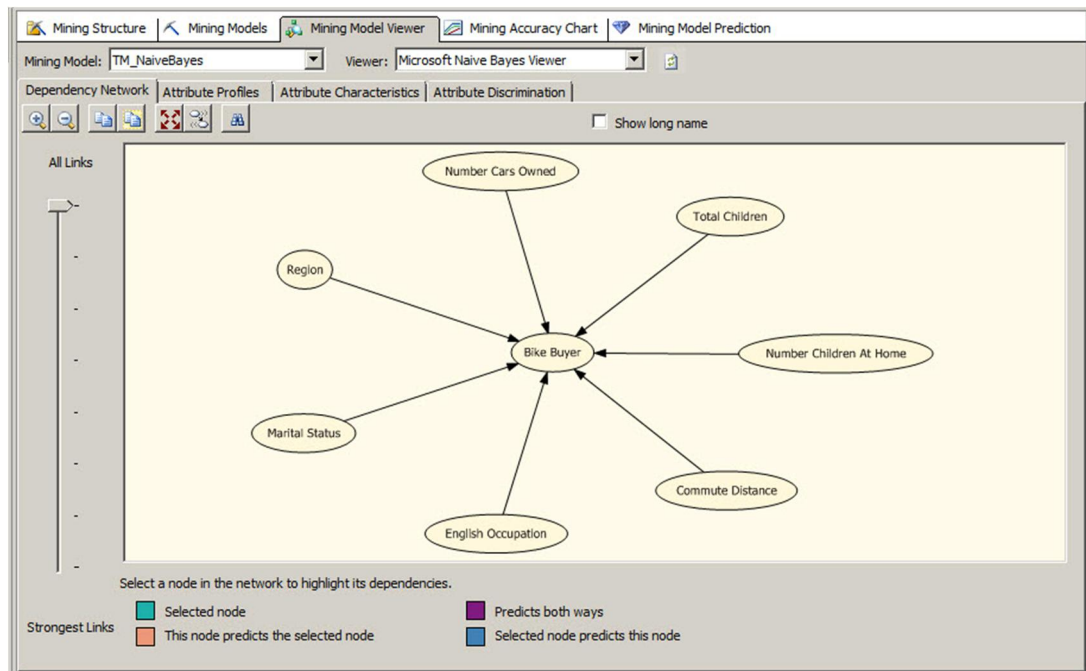 Mining Structure Mining Models Mining Model Viewer Mining Accuracy Chart Mining Model Prediction
Mining Model: TM_NaiveBayes Viewer: Microsoft Naive Bayes Viewer
Dependency Network Attribute Profiles Attribute Characteristics Attribute Discrimination
Show long name
All Links
Number Cars Owned
Total Children
Region
Bike Buyer
Number Children At Home
Marital Status
Commute Distance
English Occupation
Select a node in the network to highlight its dependencies.
Selected node Predicts both ways
Strongest Links
This node predicts the selected node Selected node predicts this node